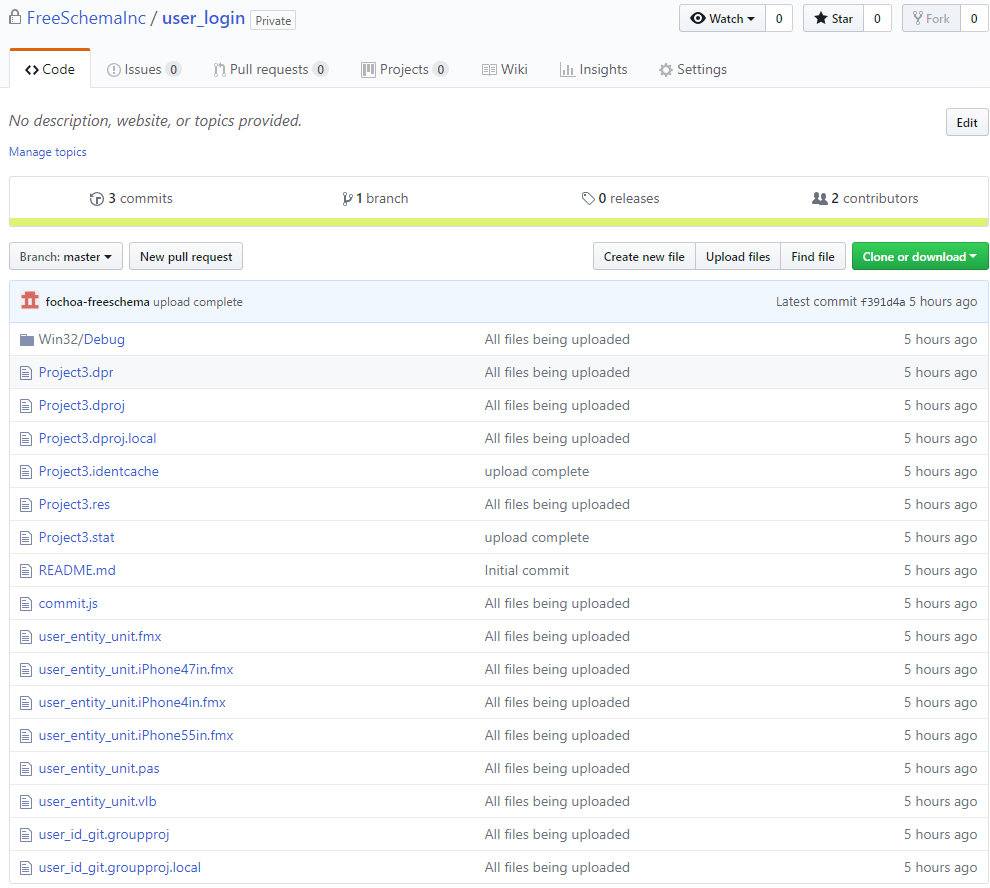 FreeSchemaInc / user_login Private Watch 0 Star 0 Fork 0
Code Issues 0 Pull requests 0 Projects 0 Wiki Insights Settings
No description, website, or topics provided. Edit
Manage topics
3 commits 1 branch 0 releases 2 contributors
Branch: master New pull request Create new file Upload files Find file Clone or download
fochoa-freeschema upload complete Latest commit f391d4a 5 hours ago
Win32/Debug All files being uploaded 5 hours ago
Project3.dpr All files being uploaded 5 hours ago
Project3.dproj All files being uploaded 5 hours ago
Project3.dproj.local All files being uploaded 5 hours ago
Project3.identcache upload complete 5 hours ago
Project3.res All files being uploaded 5 hours ago
Project3.stat upload complete 5 hours ago
README.md Initial commit 5 hours ago
commit.js All files being uploaded 5 hours ago
user_entity_unit.fmx All files being uploaded 5 hours ago
user_entity_unit.iPhone47in.fmx All files being uploaded 5 hours ago
user_entity_unit.iPhone4in.fmx All files being uploaded 5 hours ago
user_entity_unit.iPhone55in.fmx All files being uploaded 5 hours ago
user_entity_unit.pas All files being uploaded 5 hours ago
user_entity_unit.vlb All files being uploaded 5 hours ago
user_id_git.groupproj All files being uploaded 5 hours ago
user_id_git.groupproj.local All files being uploaded 5 hours ago